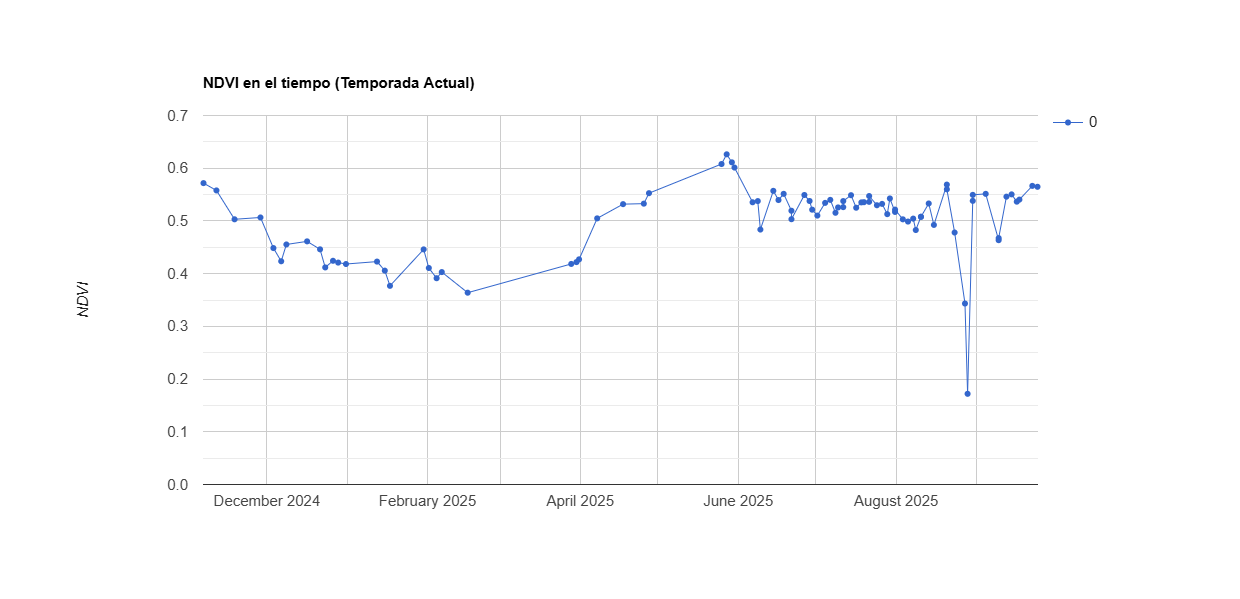 NDVI en el tiempo (Temporada Actual)
0.7
0.6
0.5
0.4
0.3
0.2
0.1
0.0
NDVI
December 2024
February 2025
April 2025
June 2025
August 2025
0